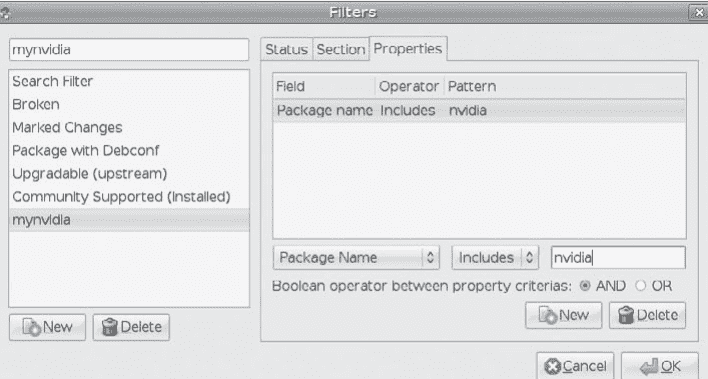 Filters
mynvidia
Search Filter
Broken
Marked Changes
Package with Debconf
Upgradable (upstream)
Community Supported (installed)
mynvidia
New Delete
Status Section Properties
Field Operator Pattern
Package name Includes nvidia
Package Name Includes nvidia
Boolean operator between property criterias: AND OR
New Delete
Cancel OK